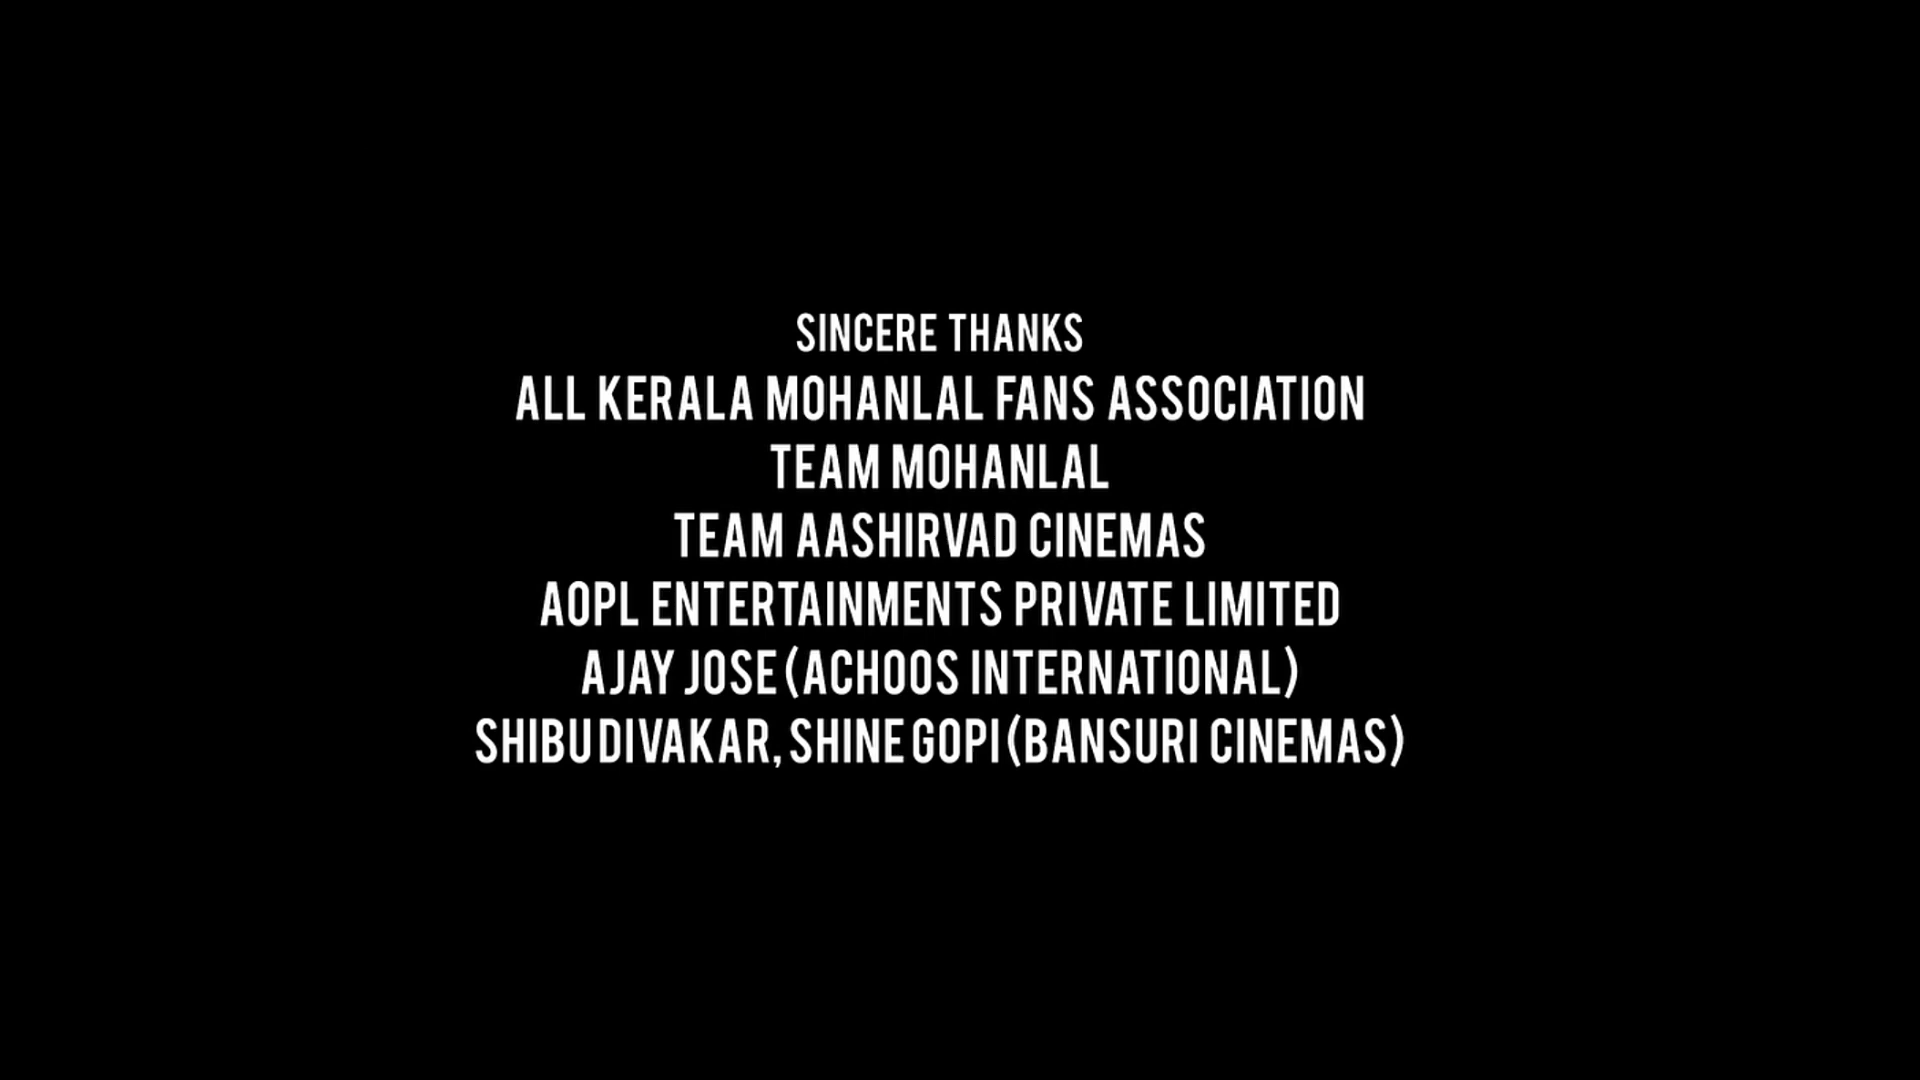 SINCERE THANKS
ALL KERALA MOHANLAL FANS ASSOCIATION
TEAM MOHANLAL
TEAM AASHIRVAD CINEMAS
AOPL ENTERTAINMENTS PRIVATE LIMITED
AJAY JOSE (ACHOOS INTERNATIONAL)
SHIBU DIVAKAR, SHINE GOPI (BANSURI CINEMAS)